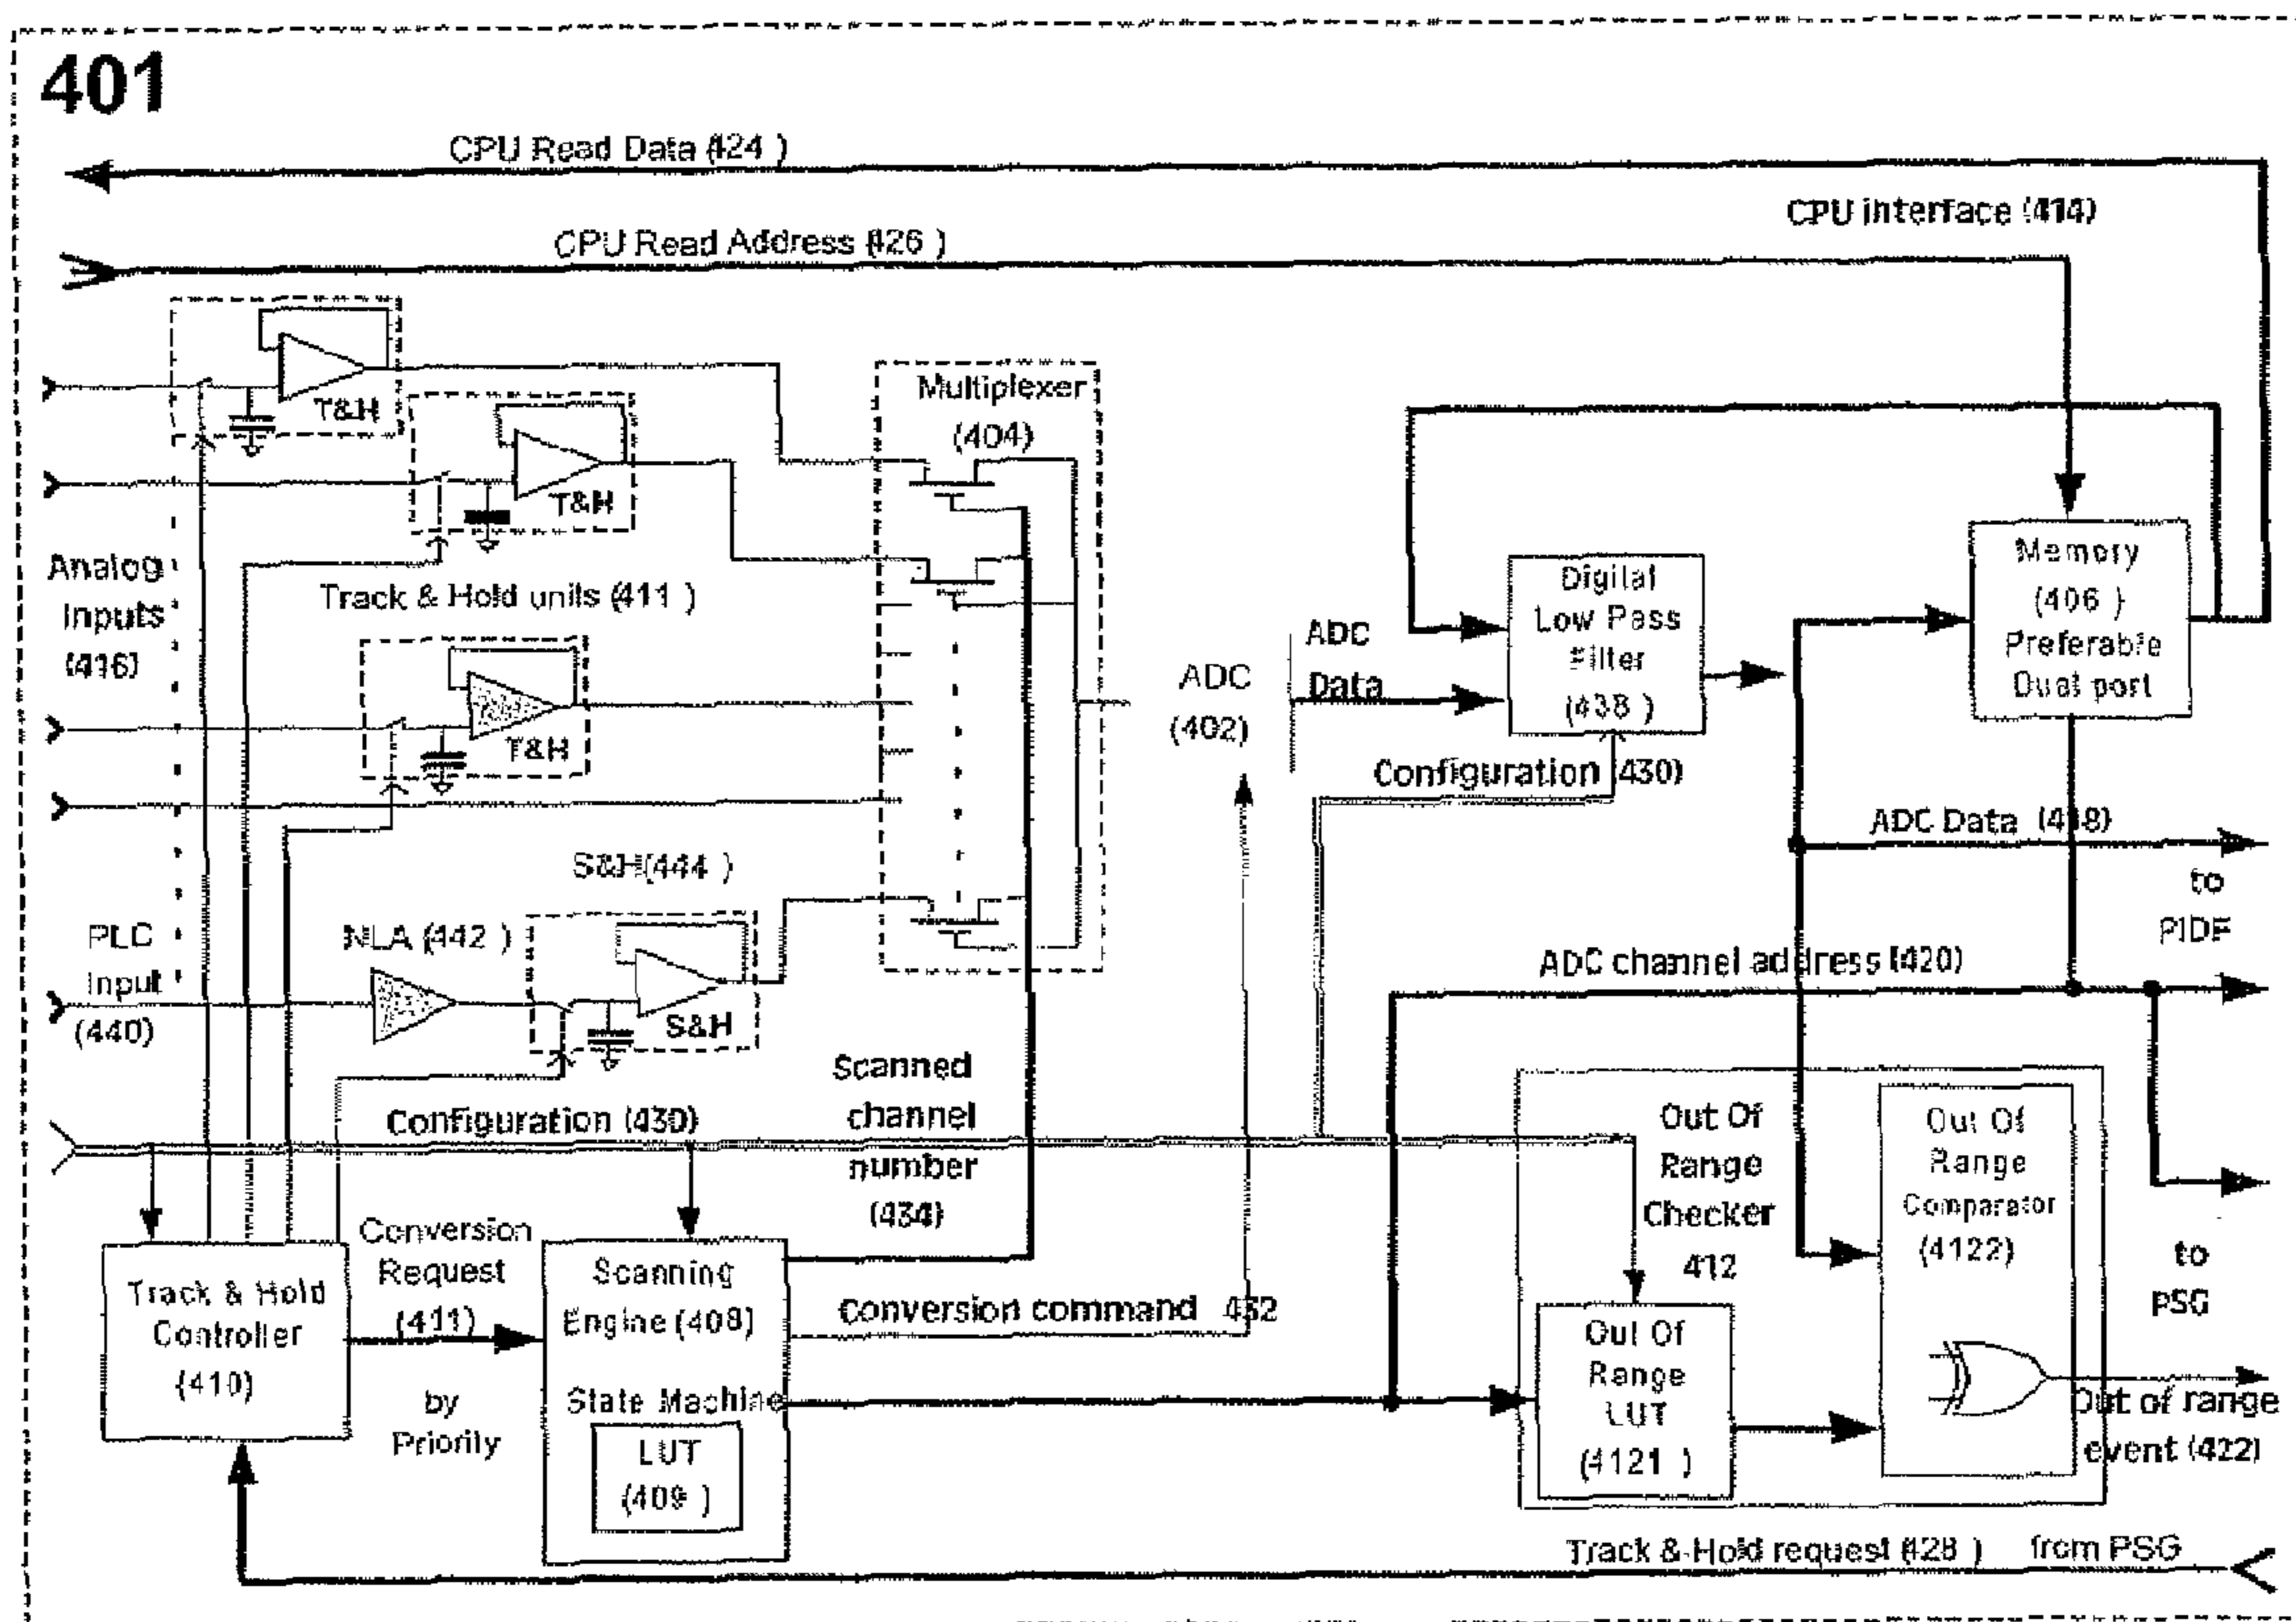 401
CPU Read Data (424 )
CPU interface (414)
CPU Read Address (426 )
T&H
Multiplexer
(404)
T&H
Analog
Inputs
(416)
Track & Hold units (411 )
T&H
ADC
(402)
ADC
Data
Digital
Low Pass
Filter
(438 )
Memory
(406 )
Preferable
Dual port
Configuration (430)
ADC Data (418)
to
PIDF
S&H(444 )
PLC
Input
(440)
NLA (442 )
S&H
ADC channel address (420)
Scanned
channel
number
(434)
Configuration (430)
Out Of
Range
Checker
412
Out Of
Range
Comparator
(4122)
to
PSG
Conversion
Request
(411)
by
Priority
Track & Hold
Controller
(410)
Scanning
Engine (408)
State Machine
LUT
(409 )
Conversion command 432
Out Of
Range
LUT
(4121 )
Out of range
event (422)
Track & Hold request (428 ) from PSG